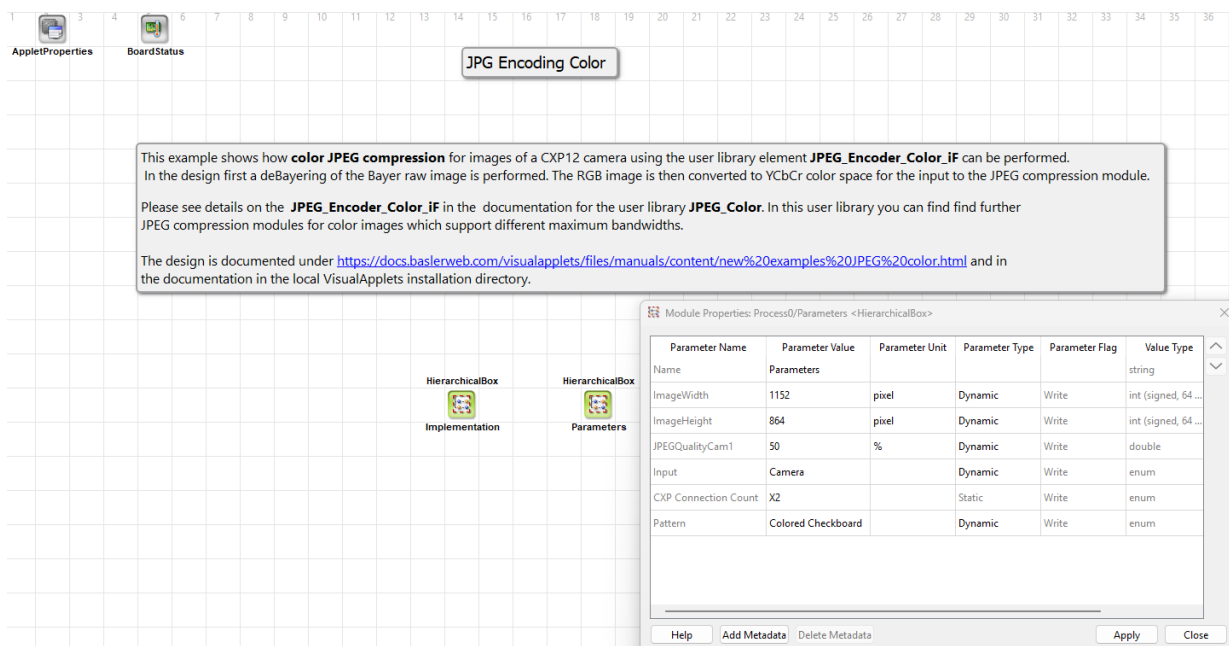 1 2 3 4 5 6 7 8 9 10 11 12 13 14 15 16 17 18 19 20 21 22 23 24 25 26 27 28 29 30 31 32 33 34 35 36
AppletProperties BoardStatus
JPG Encoding Color
This example shows how color JPEG compression for images of a CXP12 camera using the user library element JPEG_Encoder_Color_iF can be performed.
In the design first a deBayering of the Bayer raw image is performed. The RGB image is then converted to YCbCr color space for the input to the JPEG compression module.
Please see details on the JPEG_Encoder_Color_iF in the documentation for the user library JPEG_Color. In this user library you can find find further
JPEG compression modules for color images which support different maximum bandwidths.
The design is documented under https://docs.baslerweb.com/visualapplets/files/manuals/content/new%20examples%20JPEG%20color.html and in
the documentation in the local VisualApplets installation directory.
HierarchicalBox HierarchicalBox
Implementation Parameters
Module Properties: Process0/Parameters <HierarchicalBox>
Parameter Name Parameter Value Parameter Unit Parameter Type Parameter Flag Value Type
Name Parameters string
ImageWidth 1152 pixel Dynamic Write int (signed, 64 ...
ImageHeight 864 pixel Dynamic Write int (signed, 64 ...
JPEGQualityCam1 50 % Dynamic Write double
Input Camera Dynamic Write enum
CXP Connection Count X2 Static Write enum
Pattern Colored Checkboard Dynamic Write enum
Help Add Metadata Delete Metadata Apply Close